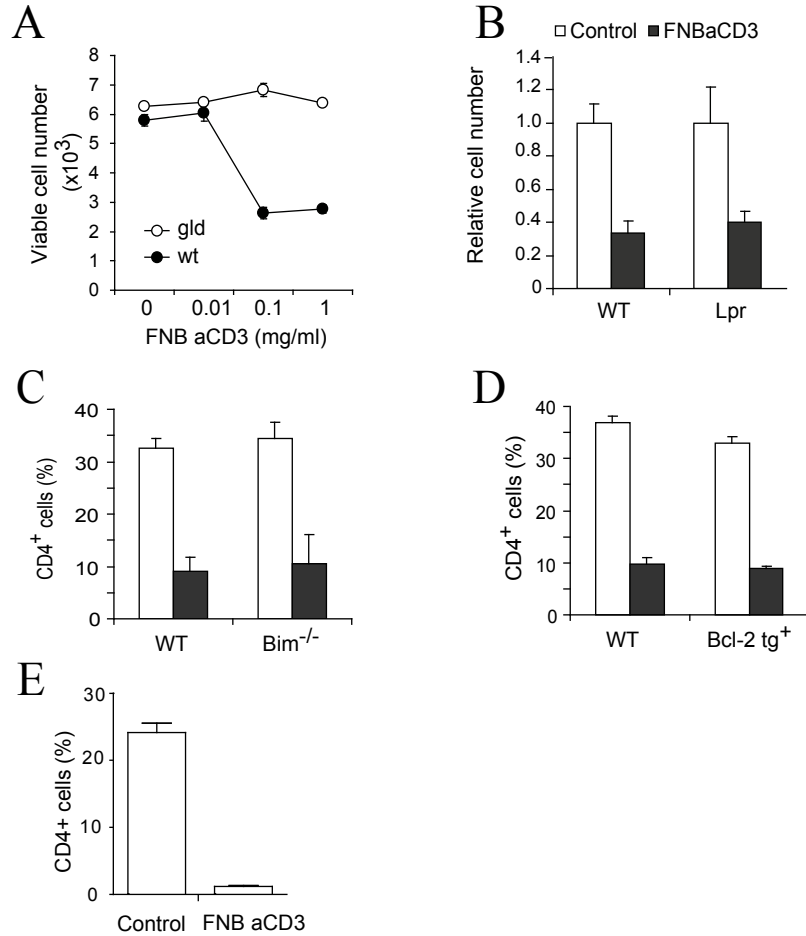 A
Viable cell number
(x10³)
8
7
6
5
4
3
2
1
0
gld
wt
0 0.01 0.1 1
FNB aCD3 (mg/ml)
B
Control FNBaCD3
Relative cell number
1.4
1.2
1.0
0.8
0.6
0.4
0.2
0
WT Lpr
C
CD4⁺ cells (%)
40
30
20
10
0
WT Bim⁻/⁻
D
CD4⁺ cells (%)
40
30
20
10
0
WT Bcl-2 tg⁺
E
CD4+ cells (%)
30
20
10
0
Control FNB aCD3